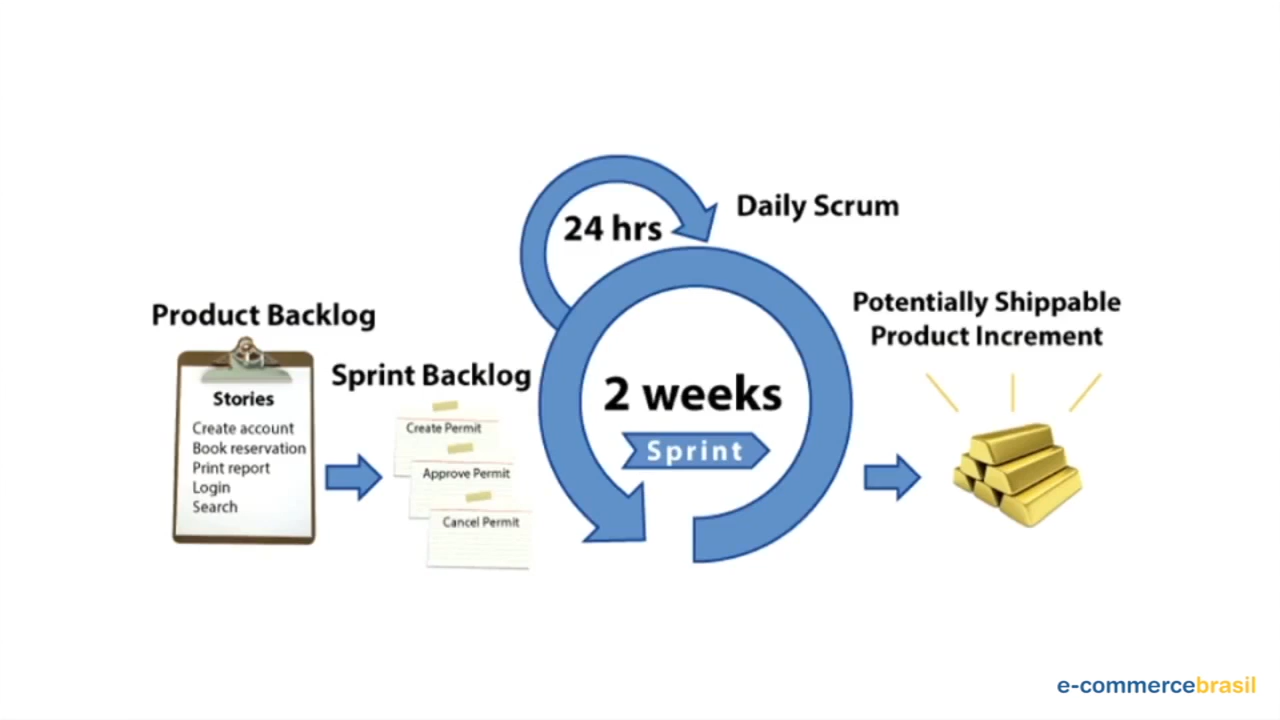 24 hrs
Daily Scrum
Product Backlog
Stories
Create account
Book reservation
Print report
Login
Search
Sprint Backlog
Create Permit
Approve Permit
Cancel Permit
2 weeks
Sprint
Potentially Shippable
Product Increment
e-commercebrasil